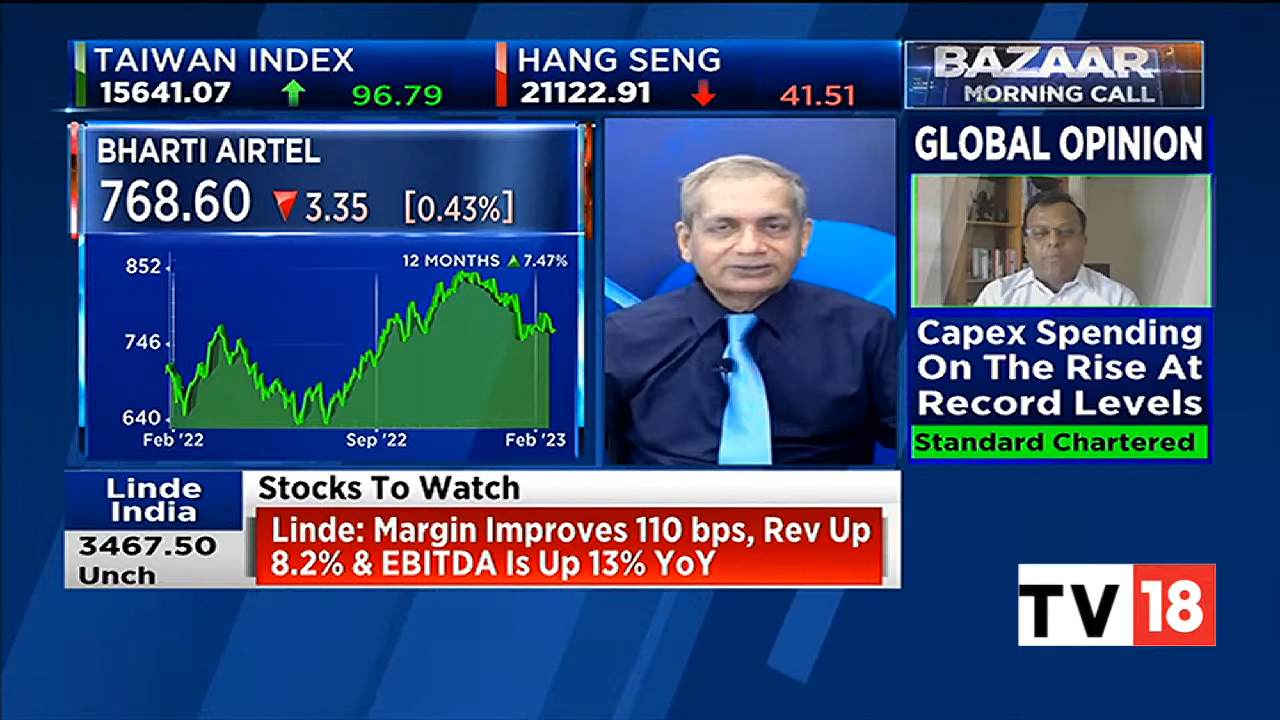 TAIWAN INDEX
15641.07 96.79
HANG SENG
21122.91 41.51
BAZAAR
MORNING CALL
BHARTI AIRTEL
768.60 3.35 [0.43%]
12 MONTHS 7.47%
852
746
640
Feb '22 Sep '22 Feb '23
GLOBAL OPINION
Capex Spending
On The Rise At
Record Levels
Standard Chartered
Linde
India
3467.50
Unch
Stocks To Watch
Linde: Margin Improves 110 bps, Rev Up
8.2% & EBITDA Is Up 13% YoY
TV18